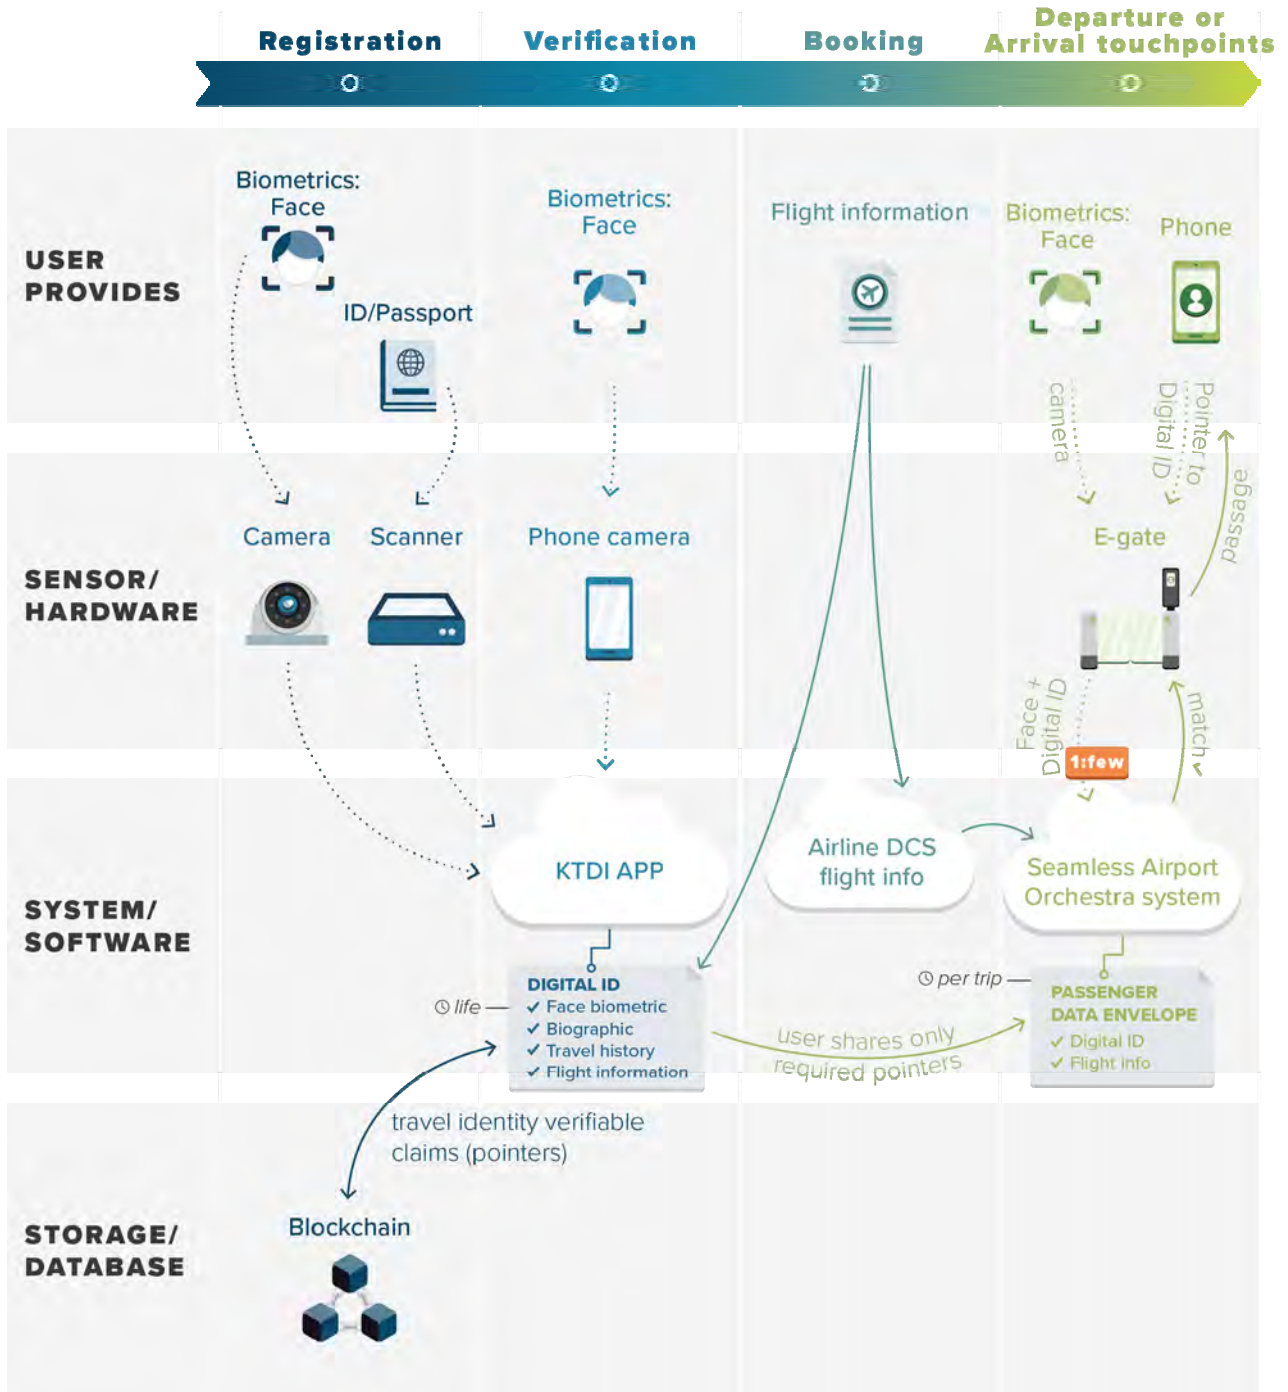 Registration
Verification
Booking
Departure or
Arrival touchpoints
USER
PROVIDES
Biometrics:
Face
ID/Passport
Biometrics:
Face
Flight information
Biometrics:
Face
Phone
camera
Pointer to
Digital ID
passage
SENSOR/
HARDWARE
Camera
Scanner
Phone camera
E-gate
Face +
Digital ID
1:few
match ✓
SYSTEM/
SOFTWARE
KTDI APP
Airline DCS
flight info
Seamless Airport
Orchestra system
life
DIGITAL ID
✓ Face biometric
✓ Biographic
✓ Travel history
✓ Flight information
user shares only
required pointers
per trip
PASSENGER
DATA ENVELOPE
✓ Digital ID
✓ Flight info
travel identity verifiable
claims (pointers)
STORAGE/
DATABASE
Blockchain